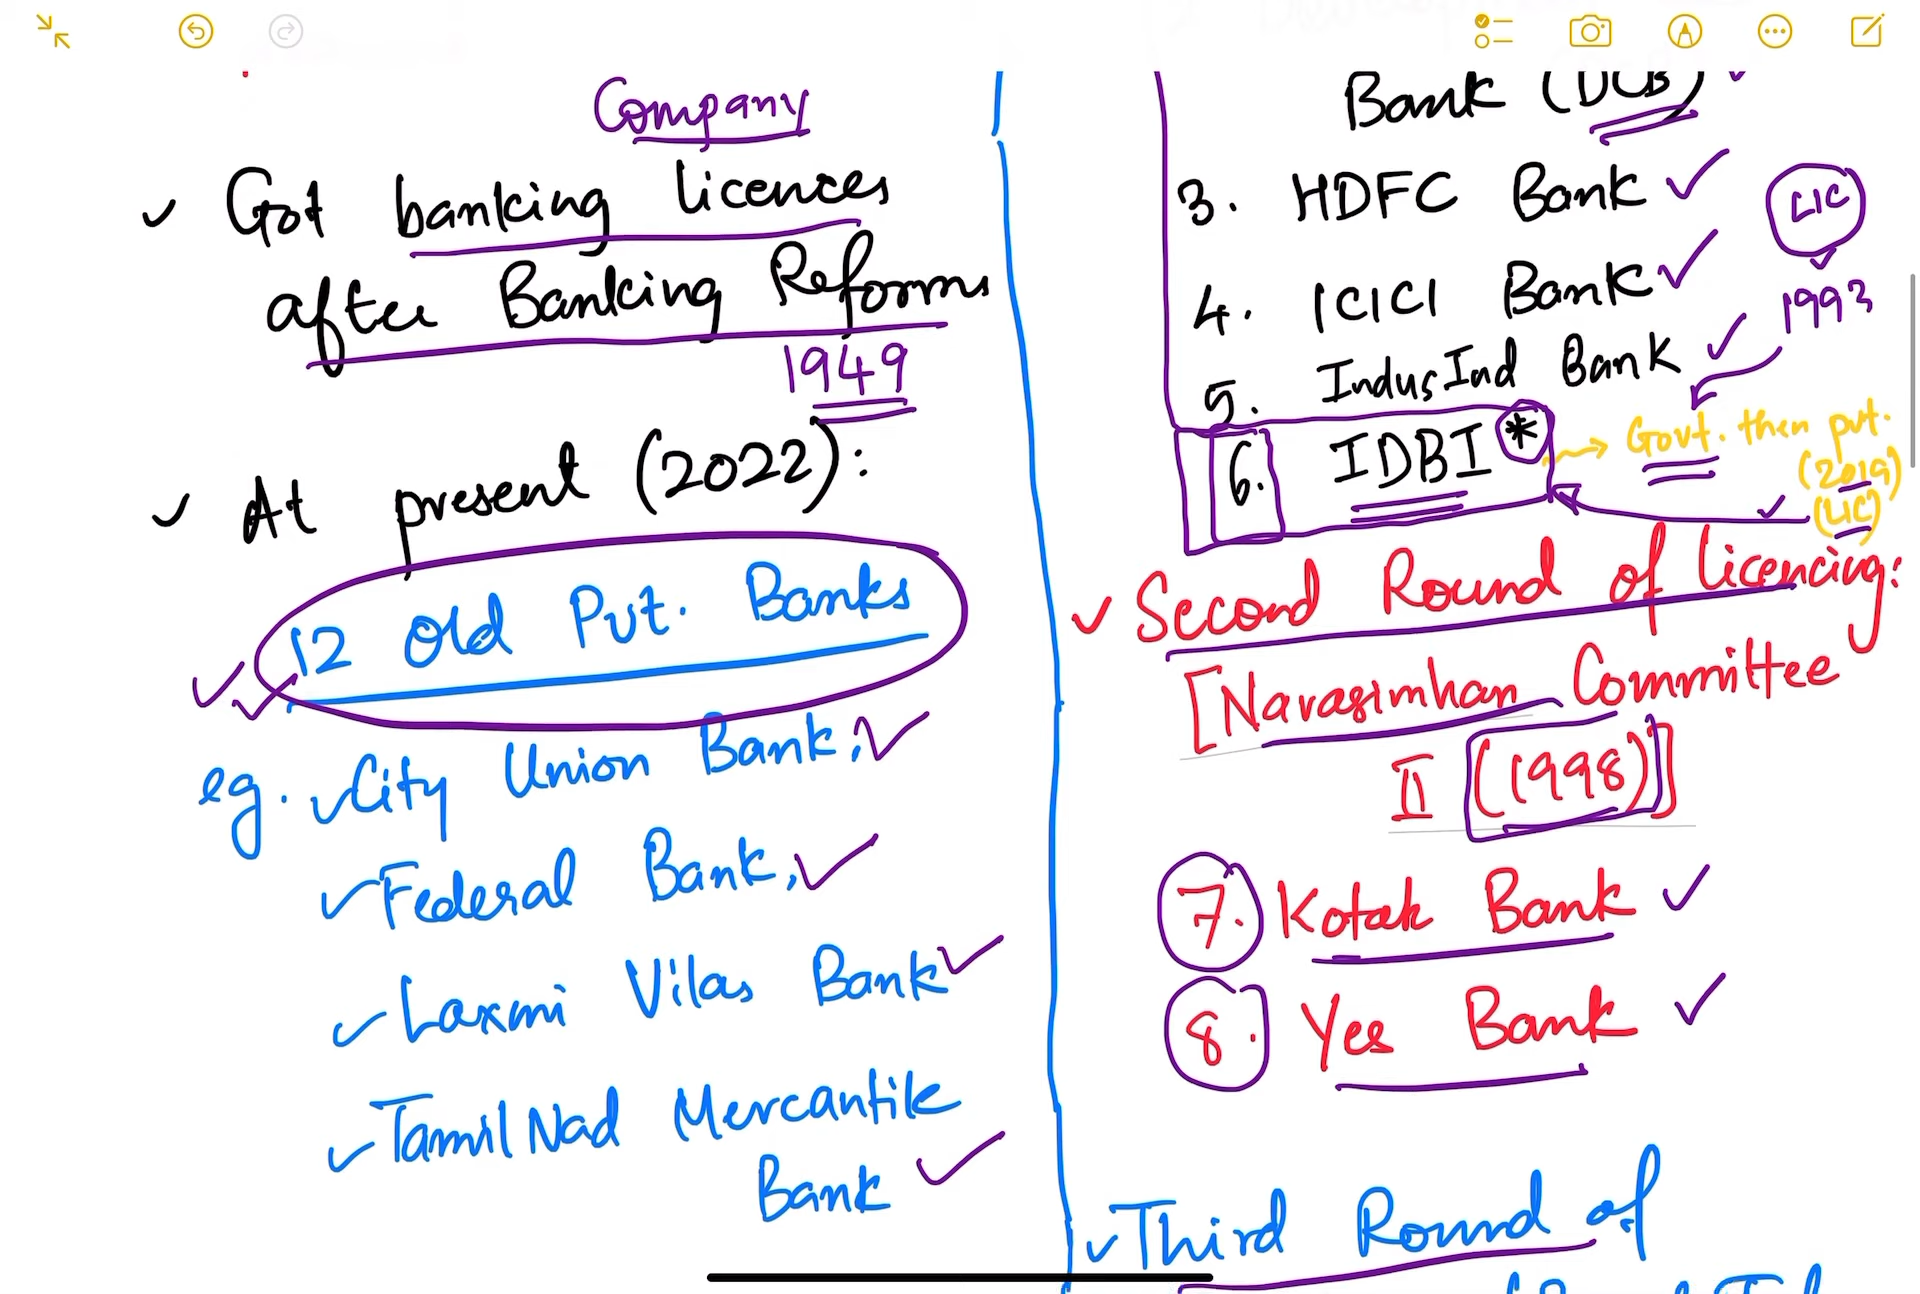 Company
✓ Got banking licences
after Banking Reforms
1949
✓ At present (2022):
12 Old Pvt. Banks
eg. ✓ City Union Bank, ✓
✓ Federal Bank, ✓
✓ Laxmi Vilas Bank ✓
✓ TamilNad Mercantile
Bank ✓
Bank (DCB) ✓
3. HDFC Bank ✓
LIC
4. ICICI Bank ✓
1993
5. IndusInd Bank ✓
6. IDBI * → Govt. then pvt.
(2019)
(LIC)
✓ Second Round of licencing:
[Narasimhan Committee
II (1998)]
7. Kotak Bank ✓
8. Yes Bank ✓
✓ Third Round of